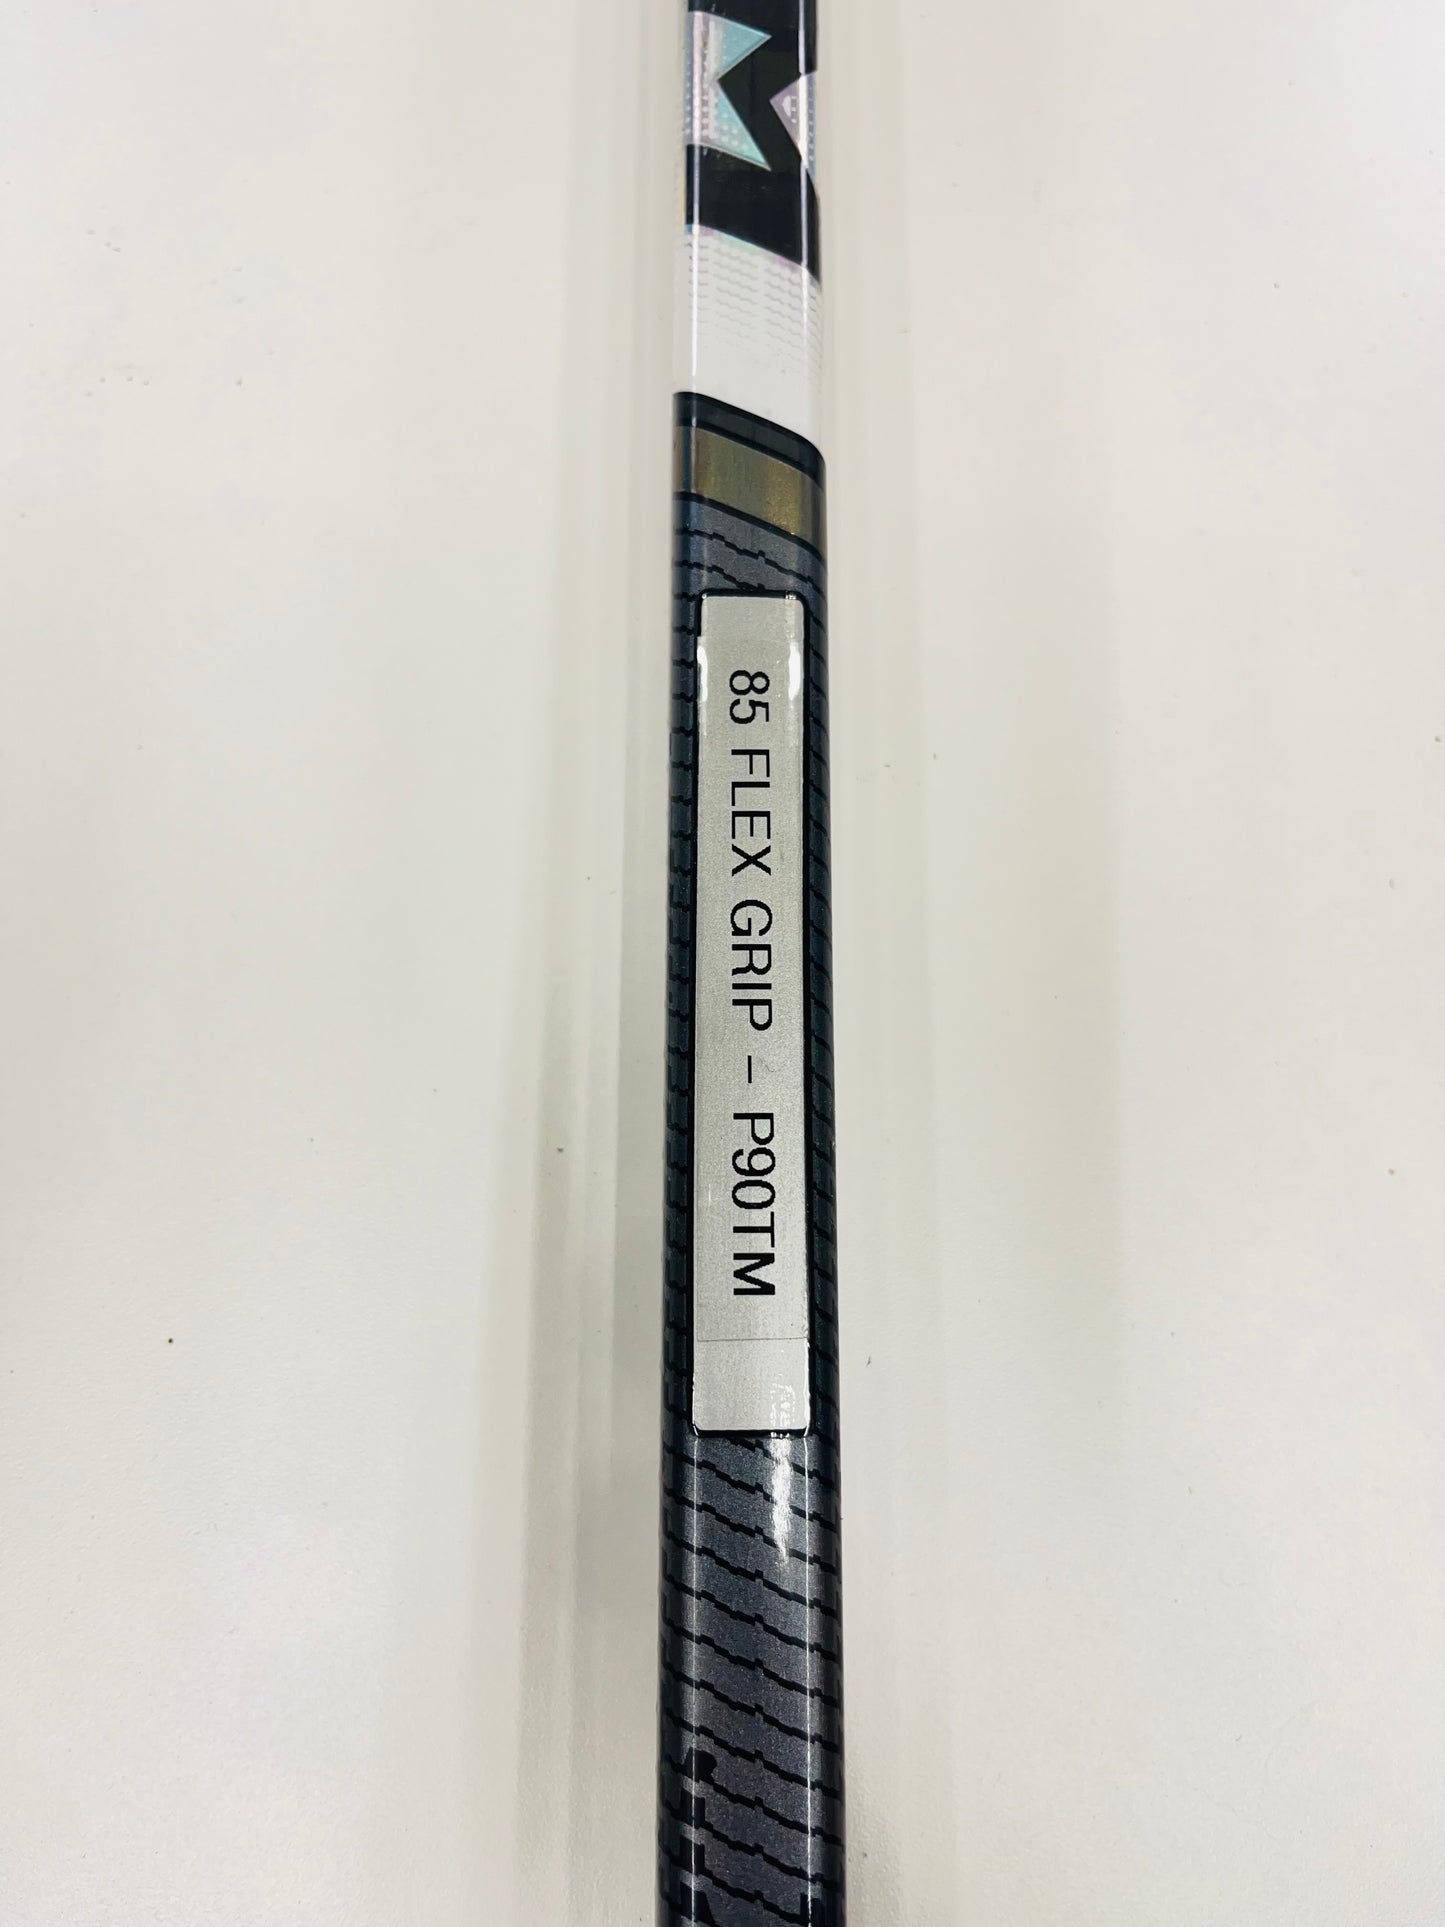 85 FLEX GRIP – P90TM